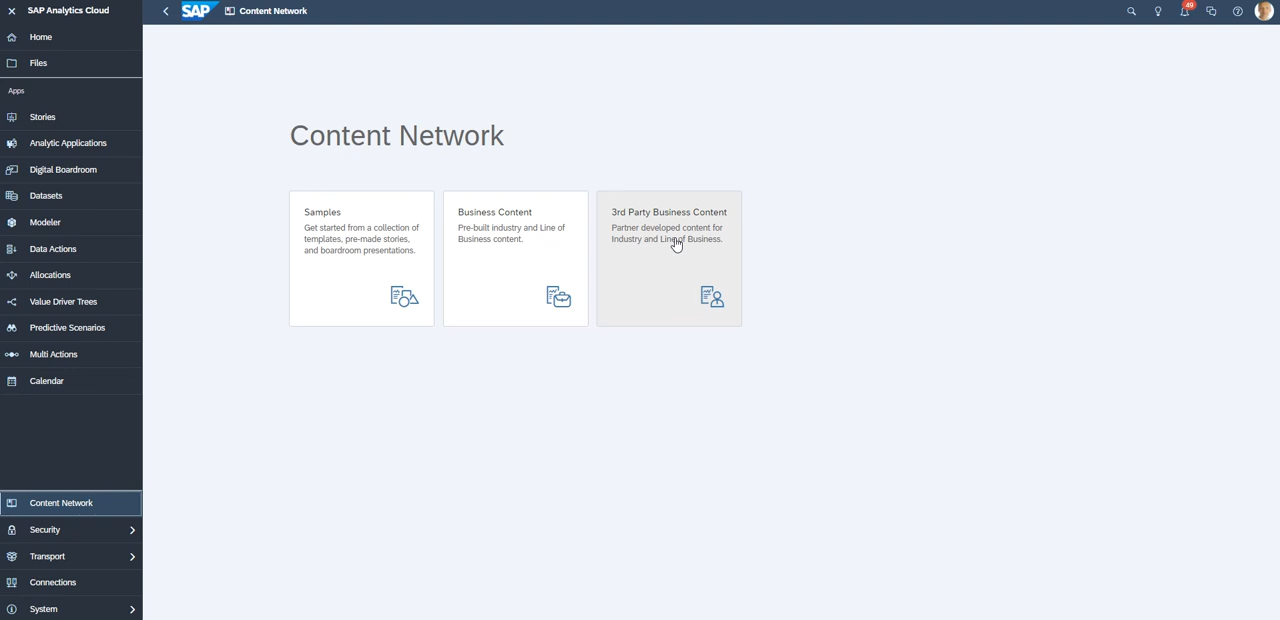 SAP Analytics Cloud
SAP
Content Network
49
Home
Files
Apps
Stories
Analytic Applications
Digital Boardroom
Datasets
Modeler
Data Actions
Allocations
Value Driver Trees
Predictive Scenarios
Multi Actions
Calendar
Content Network
Security
Transport
Connections
System
Content Network
Samples
Get started from a collection of
templates, pre-made stories,
and boardroom presentations.
Business Content
Pre-built industry and Line of
Business content.
3rd Party Business Content
Partner developed content for
Industry and Line of Business.